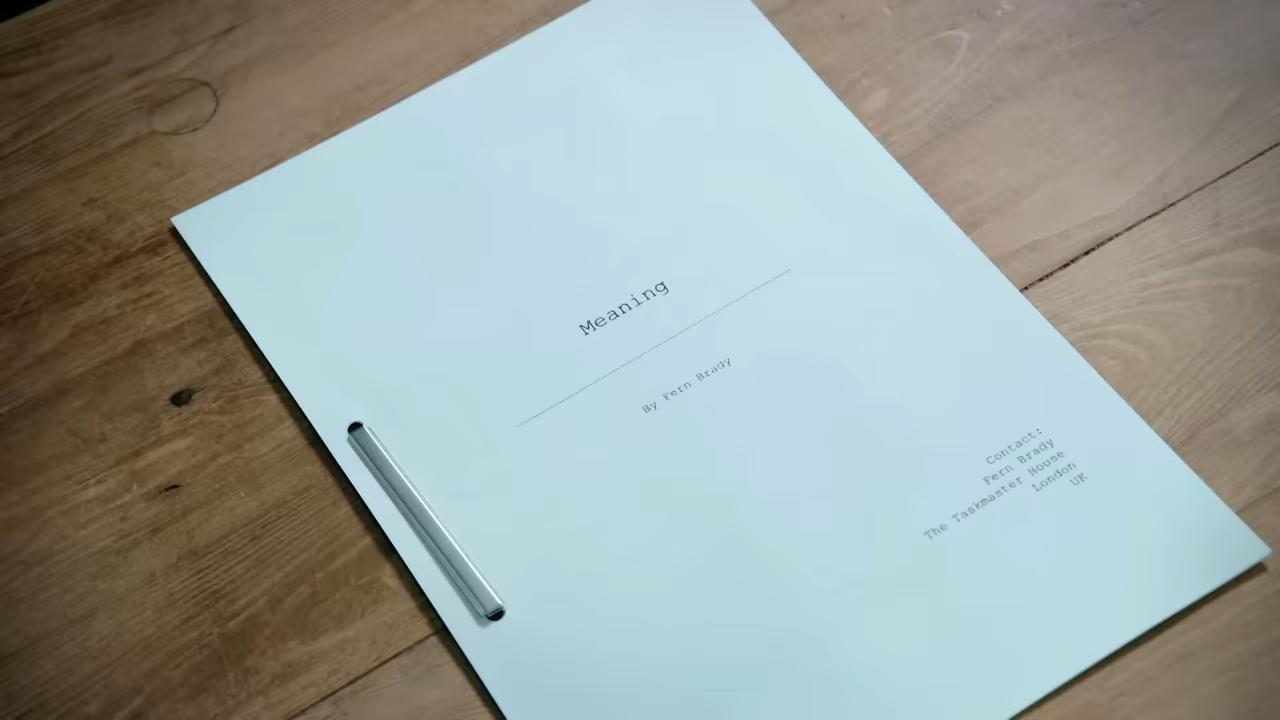 Meaning
By Fern Brady
Contact:
Fern Brady
The Taskmaster House
London
UK